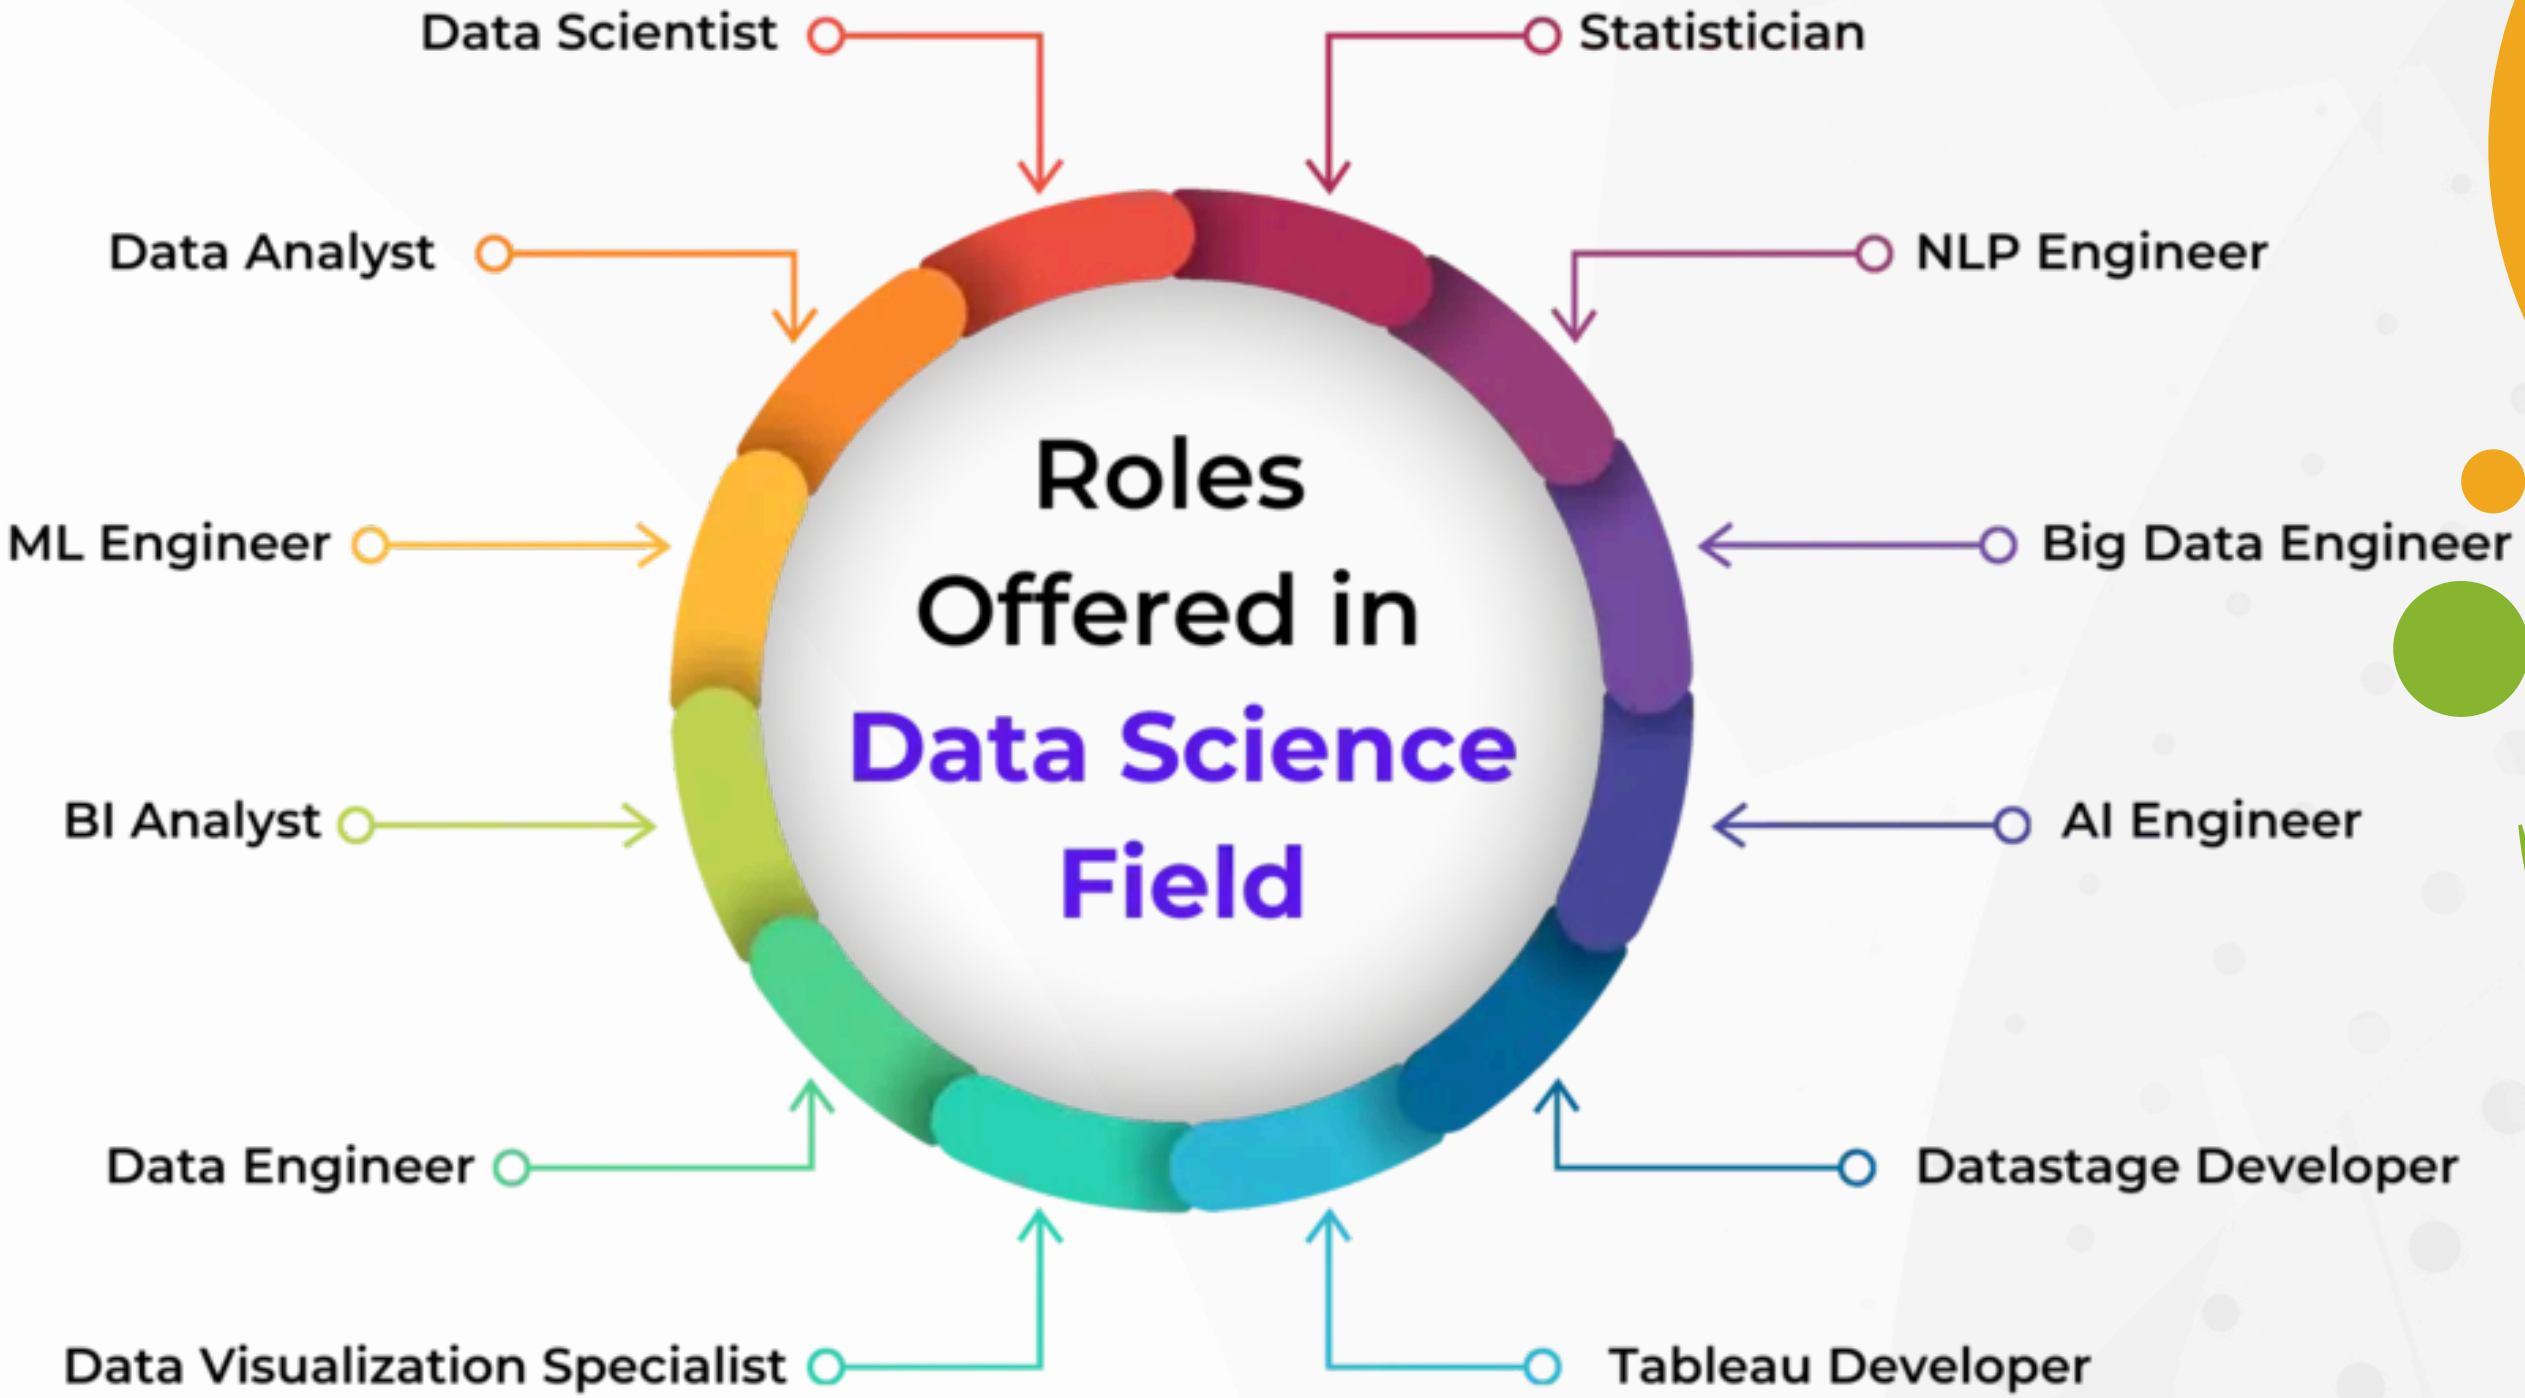 Data Scientist
Statistician
Data Analyst
NLP Engineer
ML Engineer
Big Data Engineer
BI Analyst
AI Engineer
Data Engineer
Datastage Developer
Data Visualization Specialist
Tableau Developer
Roles
Offered in
Data Science
Field